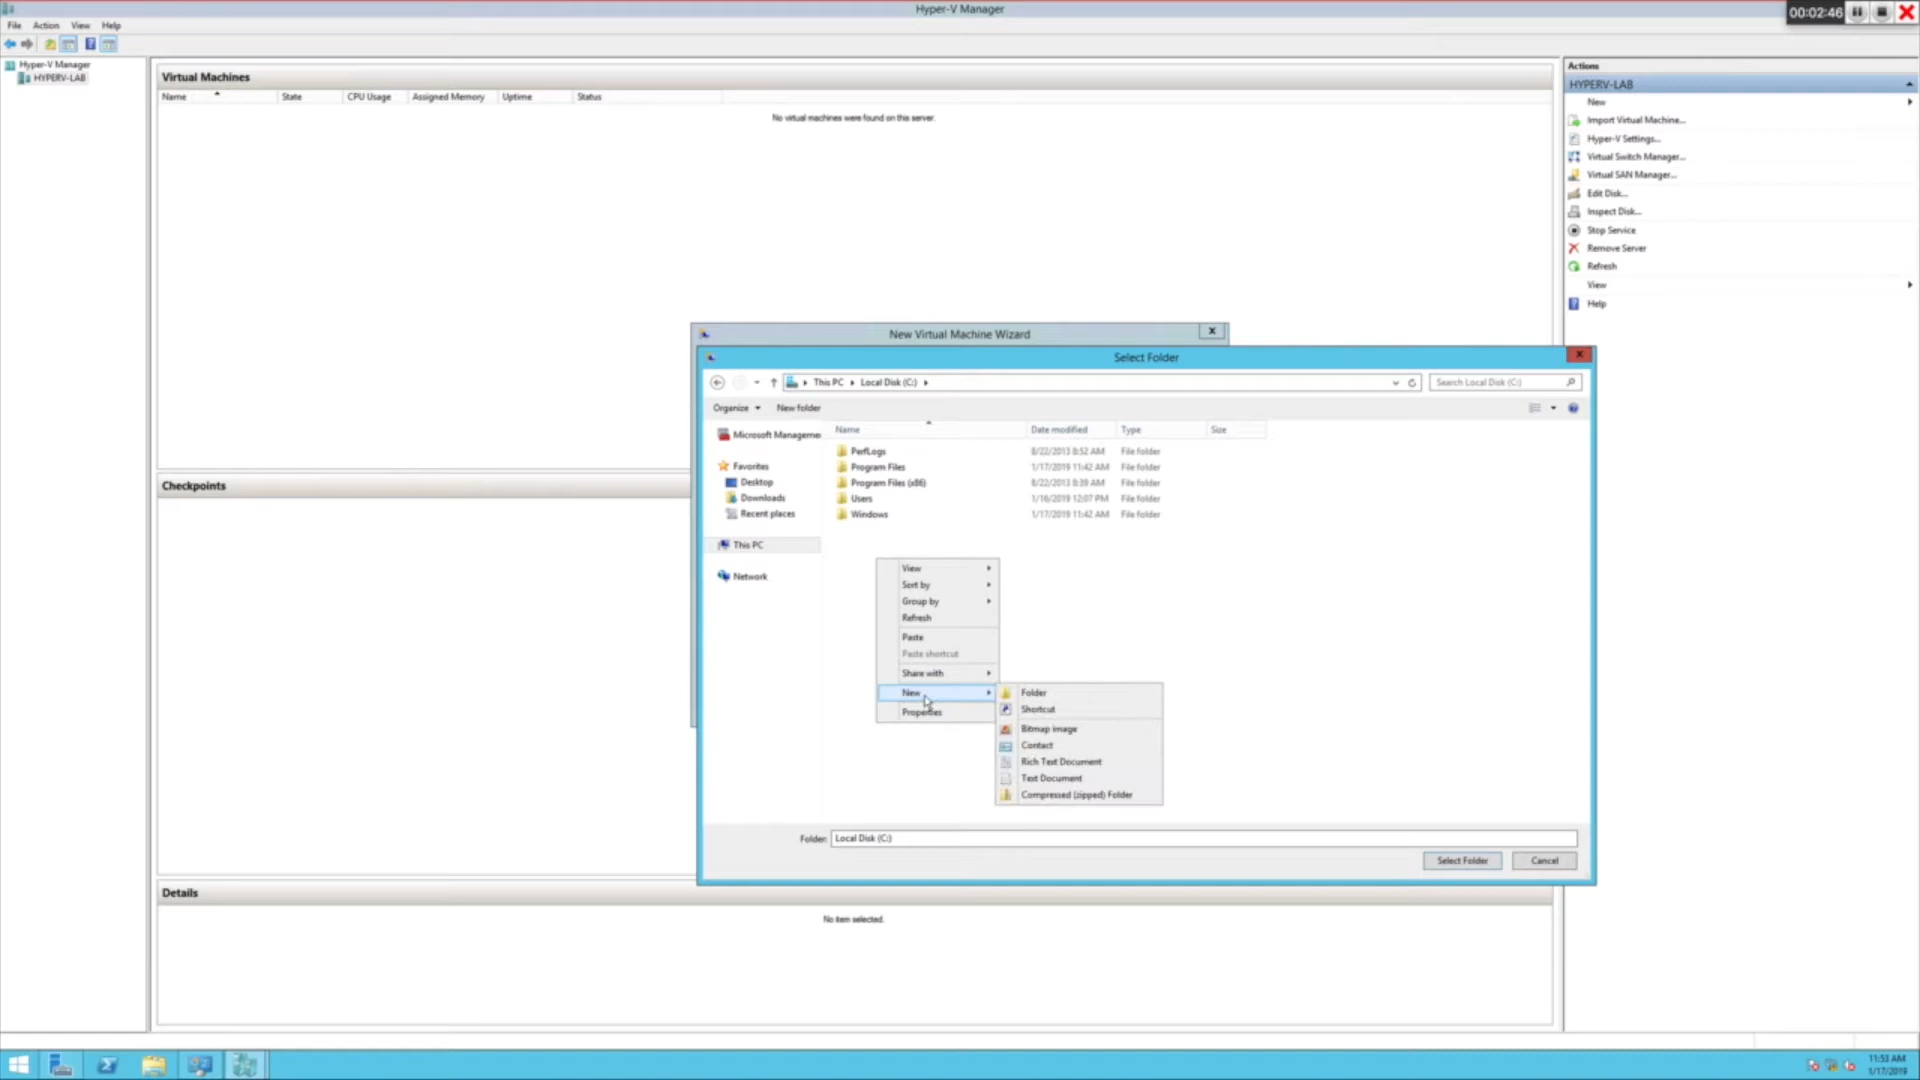 Hyper-V Manager
00:02:46
File Action View Help
Hyper-V Manager
HYPERV-LAB
Virtual Machines
Name State CPU Usage Assigned Memory Uptime Status
No virtual machines were found on this server.
Checkpoints
Details
No item selected.
Actions
HYPERV-LAB
New
Import Virtual Machine...
Hyper-V Settings...
Virtual Switch Manager...
Virtual SAN Manager...
Edit Disk...
Inspect Disk...
Stop Service
Remove Server
Refresh
View
Help
New Virtual Machine Wizard
Select Folder
This PC Local Disk (C:)
Search Local Disk (C:)
Organize New folder
Microsoft Manageme
Favorites
Desktop
Downloads
Recent places
This PC
Network
Name Date modified Type Size
PerfLogs 8/22/2013 8:52 AM File folder
Program Files 1/17/2019 11:42 AM File folder
Program Files (x86) 8/22/2013 8:39 AM File folder
Users 1/16/2019 12:07 PM File folder
Windows 1/17/2019 11:42 AM File folder
View
Sort by
Group by
Refresh
Paste
Paste shortcut
Share with
New
Properties
Folder
Shortcut
Bitmap image
Contact
Rich Text Document
Text Document
Compressed (zipped) Folder
Folder: Local Disk (C:)
Select Folder Cancel
11:53 AM
1/17/2019